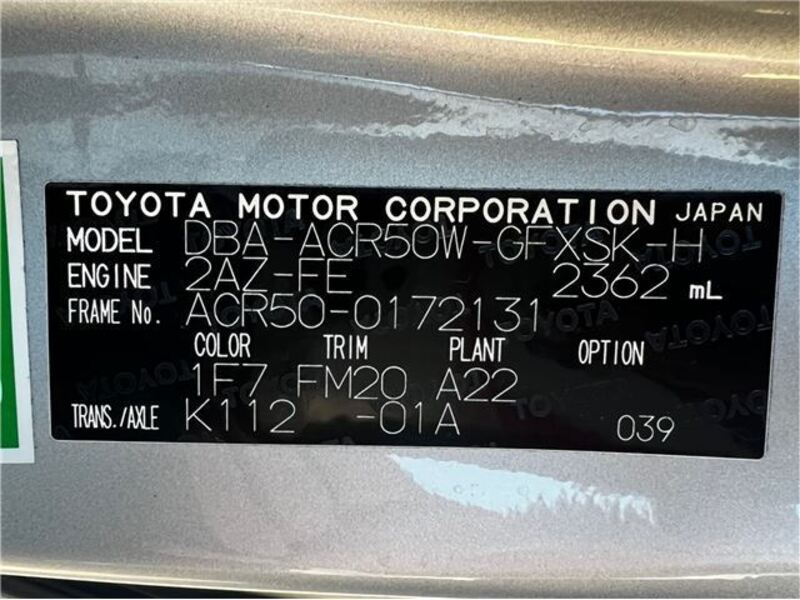 TOYOTA MOTOR CORPORATION JAPAN
MODEL DBA-ACR50W-GFXSK-H
ENGINE 2AZ-FE 2362 mL
FRAME No. ACR50-0172131
COLOR TRIM PLANT OPTION
1F7 FM20 A22
TRANS./AXLE K112 -01A 039